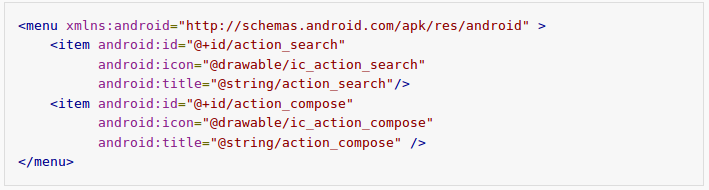 <menu xmlns:android="http://schemas.android.com/apk/res/android" >
    <item android:id="@+id/action_search"
          android:icon="@drawable/ic_action_search"
          android:title="@string/action_search"/>
    <item android:id="@+id/action_compose"
          android:icon="@drawable/ic_action_compose"
          android:title="@string/action_compose" />
</menu>